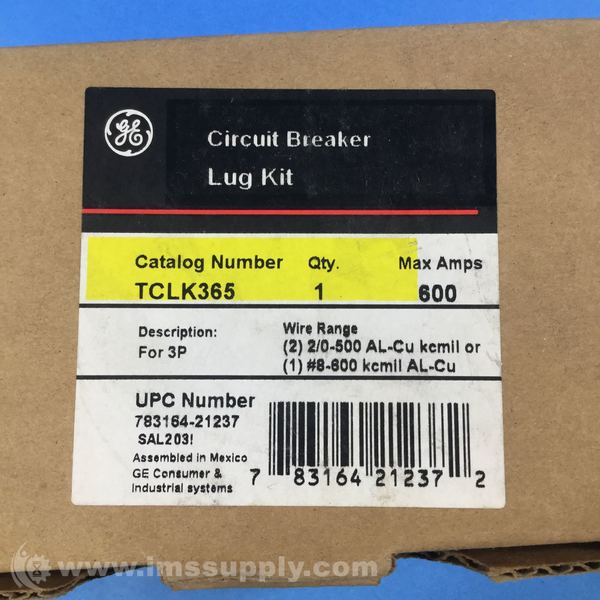 GE
Circuit Breaker
Lug Kit
Catalog Number Qty. Max Amps
TCLK365 1 600
Description:
For 3P
Wire Range
(2) 2/0-500 AL-Cu kcmil or
(1) #8-600 kcmil AL-Cu
UPC Number
783164-21237
SAL203!
Assembled in Mexico
GE Consumer &
Industrial systems
7 83164 21237 2
www.imssupply.com